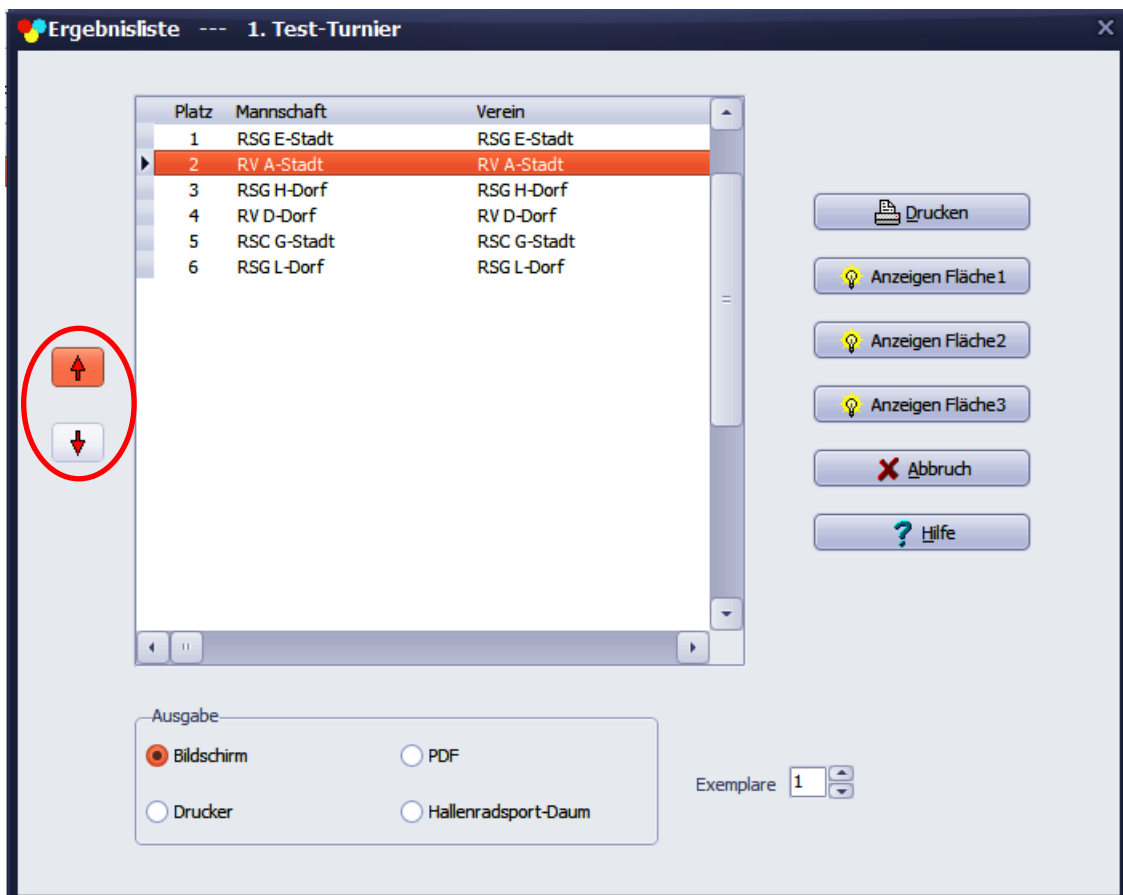 Ergebnisliste --- 1. Test-Turnier
Platz Mannschaft Verein
1 RSG E-Stadt RSG E-Stadt
2 RV A-Stadt RV A-Stadt
3 RSG H-Dorf RSG H-Dorf
4 RV D-Dorf RV D-Dorf
5 RSC G-Stadt RSC G-Stadt
6 RSG L-Dorf RSG L-Dorf
Drucken
Anzeigen Fläche1
Anzeigen Fläche2
Anzeigen Fläche3
Abbruch
Hilfe
Ausgabe
Bildschirm PDF
Drucker Hallenradsport-Daum
Exemplare 1